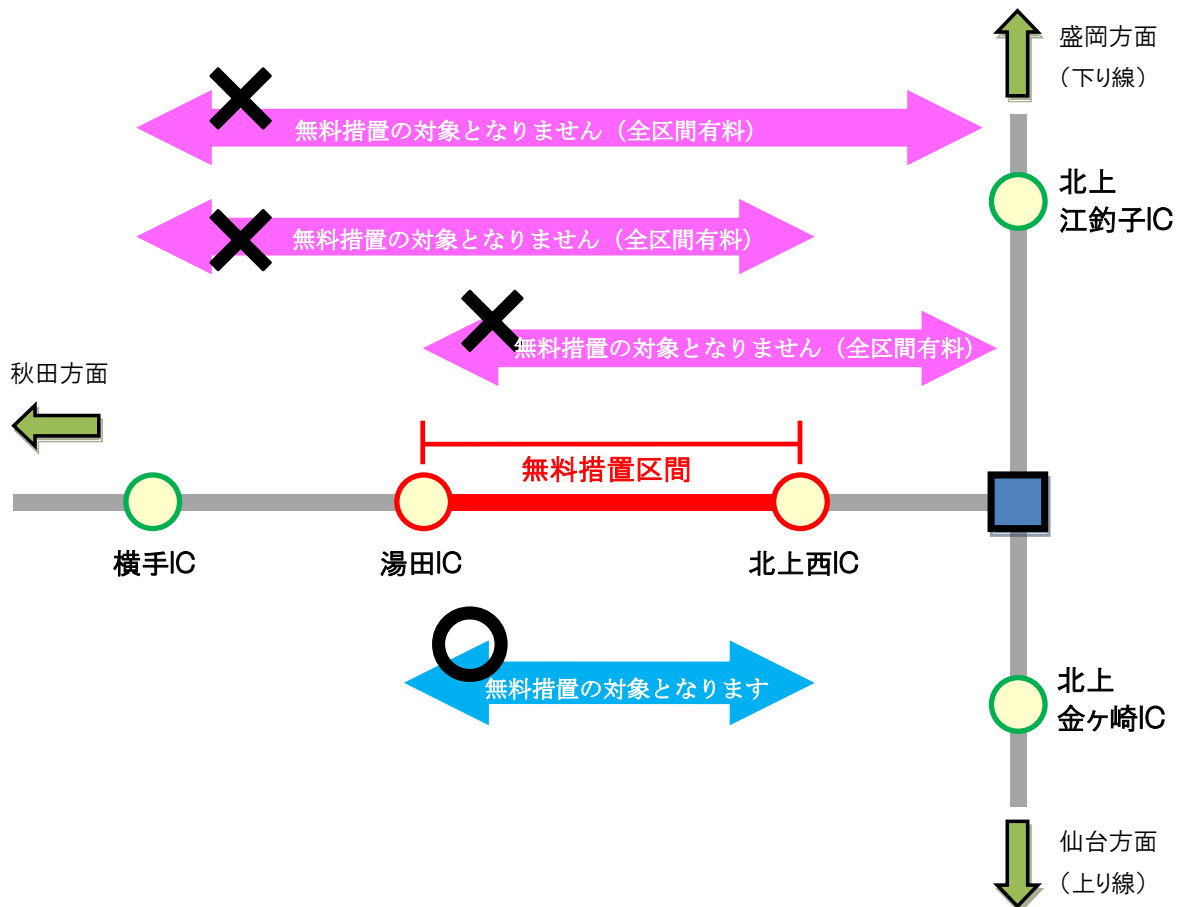 盛岡方面
（下り線）
無料措置の対象となりません（全区間有料）
北上
江釣子IC
無料措置の対象となりません（全区間有料）
無料措置の対象となりません（全区間有料）
秋田方面
無料措置区間
横手IC
湯田IC
北上西IC
無料措置の対象となります
北上
金ヶ崎IC
仙台方面
（上り線）